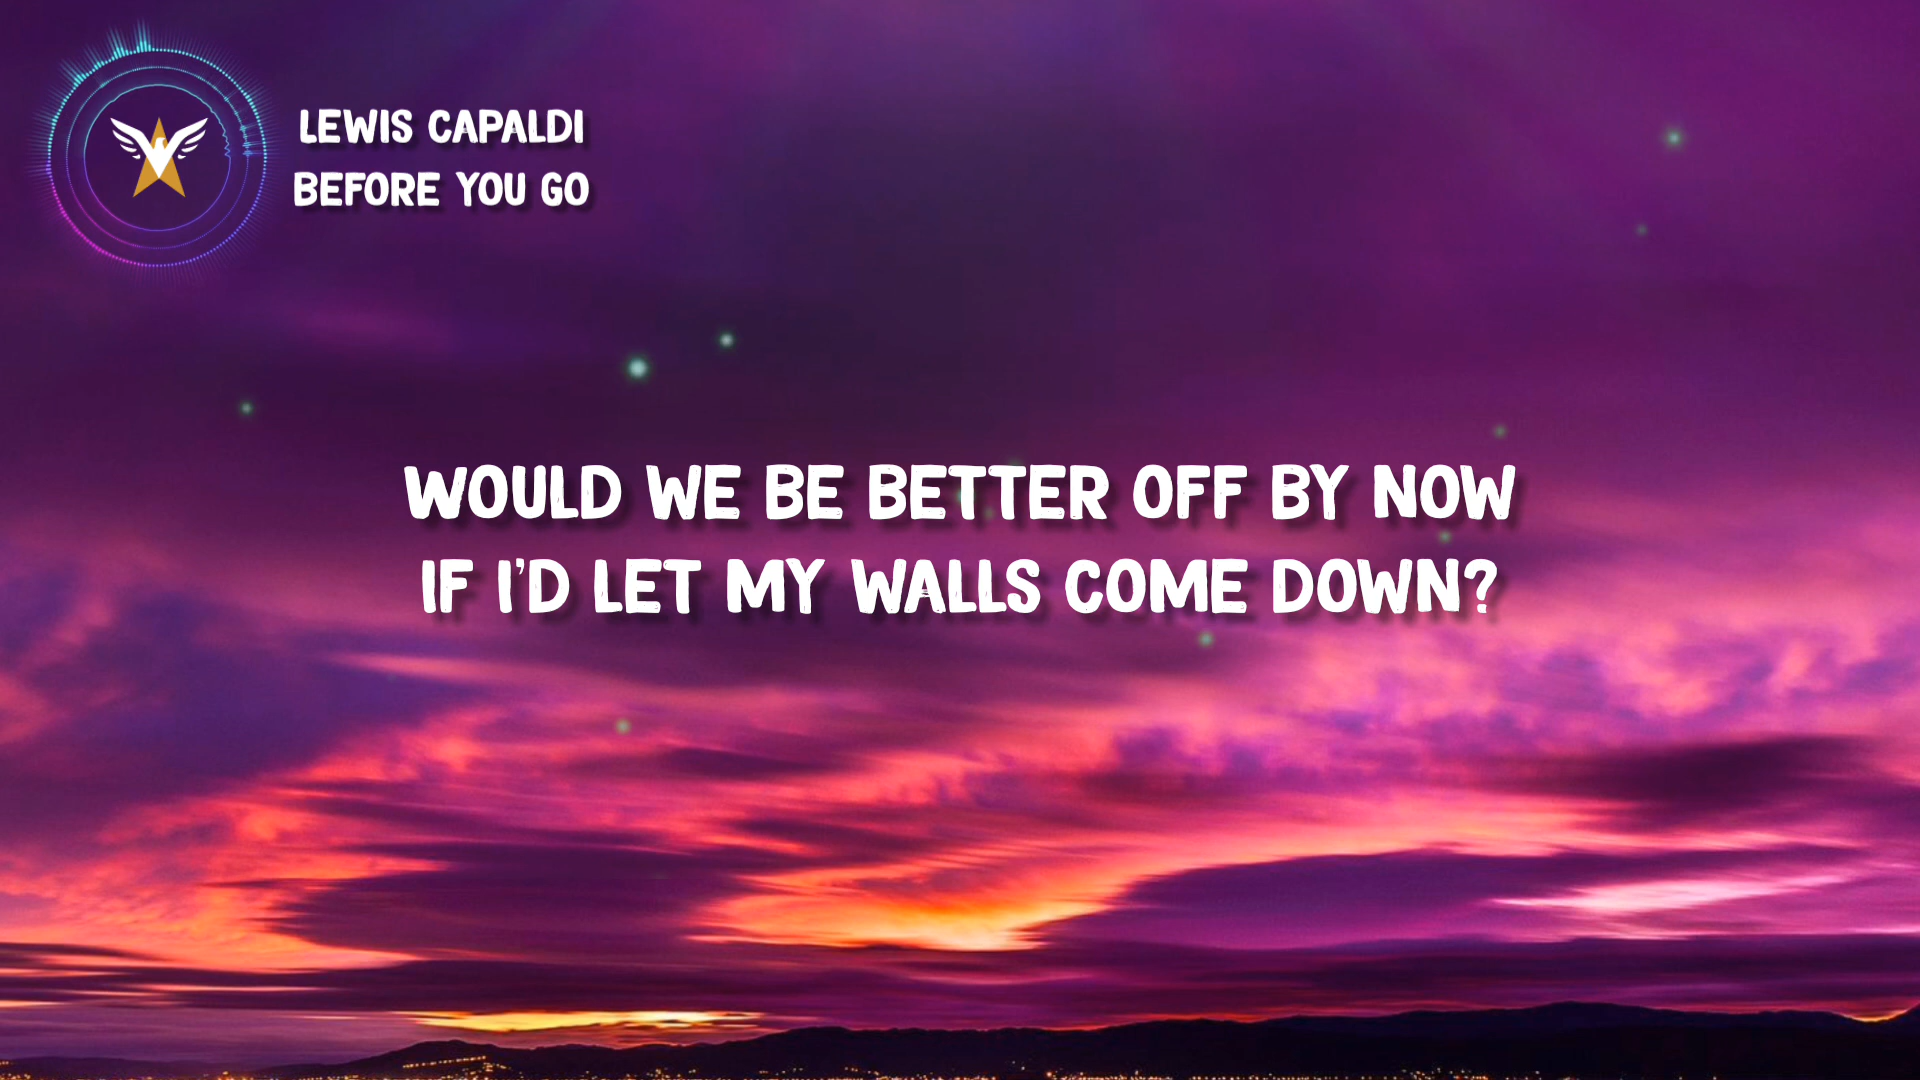 LEWIS CAPALDI
BEFORE YOU GO
WOULD WE BE BETTER OFF BY NOW
IF I'D LET MY WALLS COME DOWN?